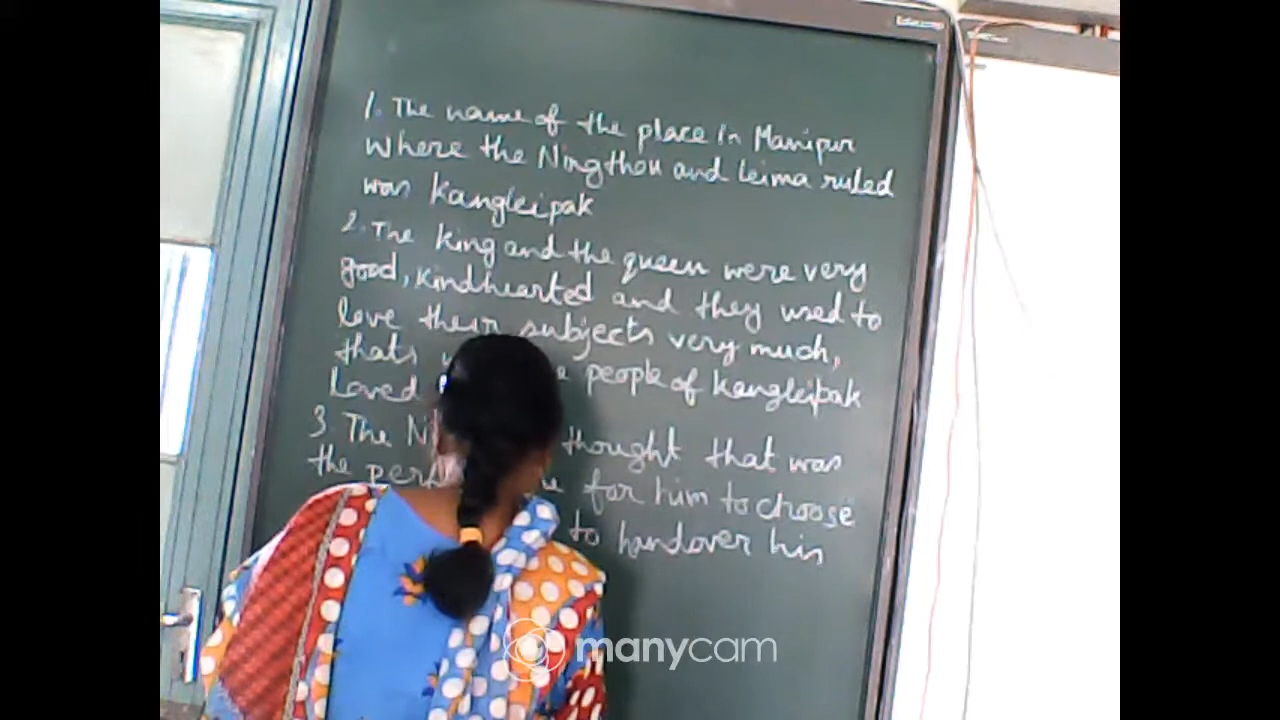 1. The name of the place in Manipur
where the Ningthou and Leima ruled
was Kangleipak
2. The king and the queen were very
good, kindhearted and they used to
love their subjects very much,
thats people of Kangleipak
Loved
3 The thought that was
the for him to choose
to handover his
manycam